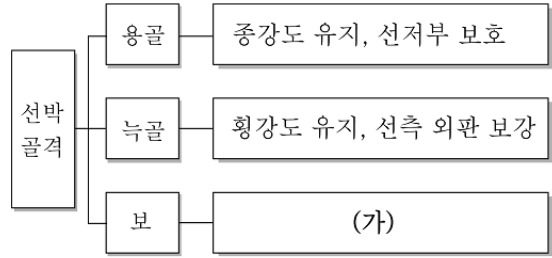 선박
골격
용골
종강도 유지, 선저부 보호
늑골
횡강도 유지, 선측 외판 보강
보
(가)